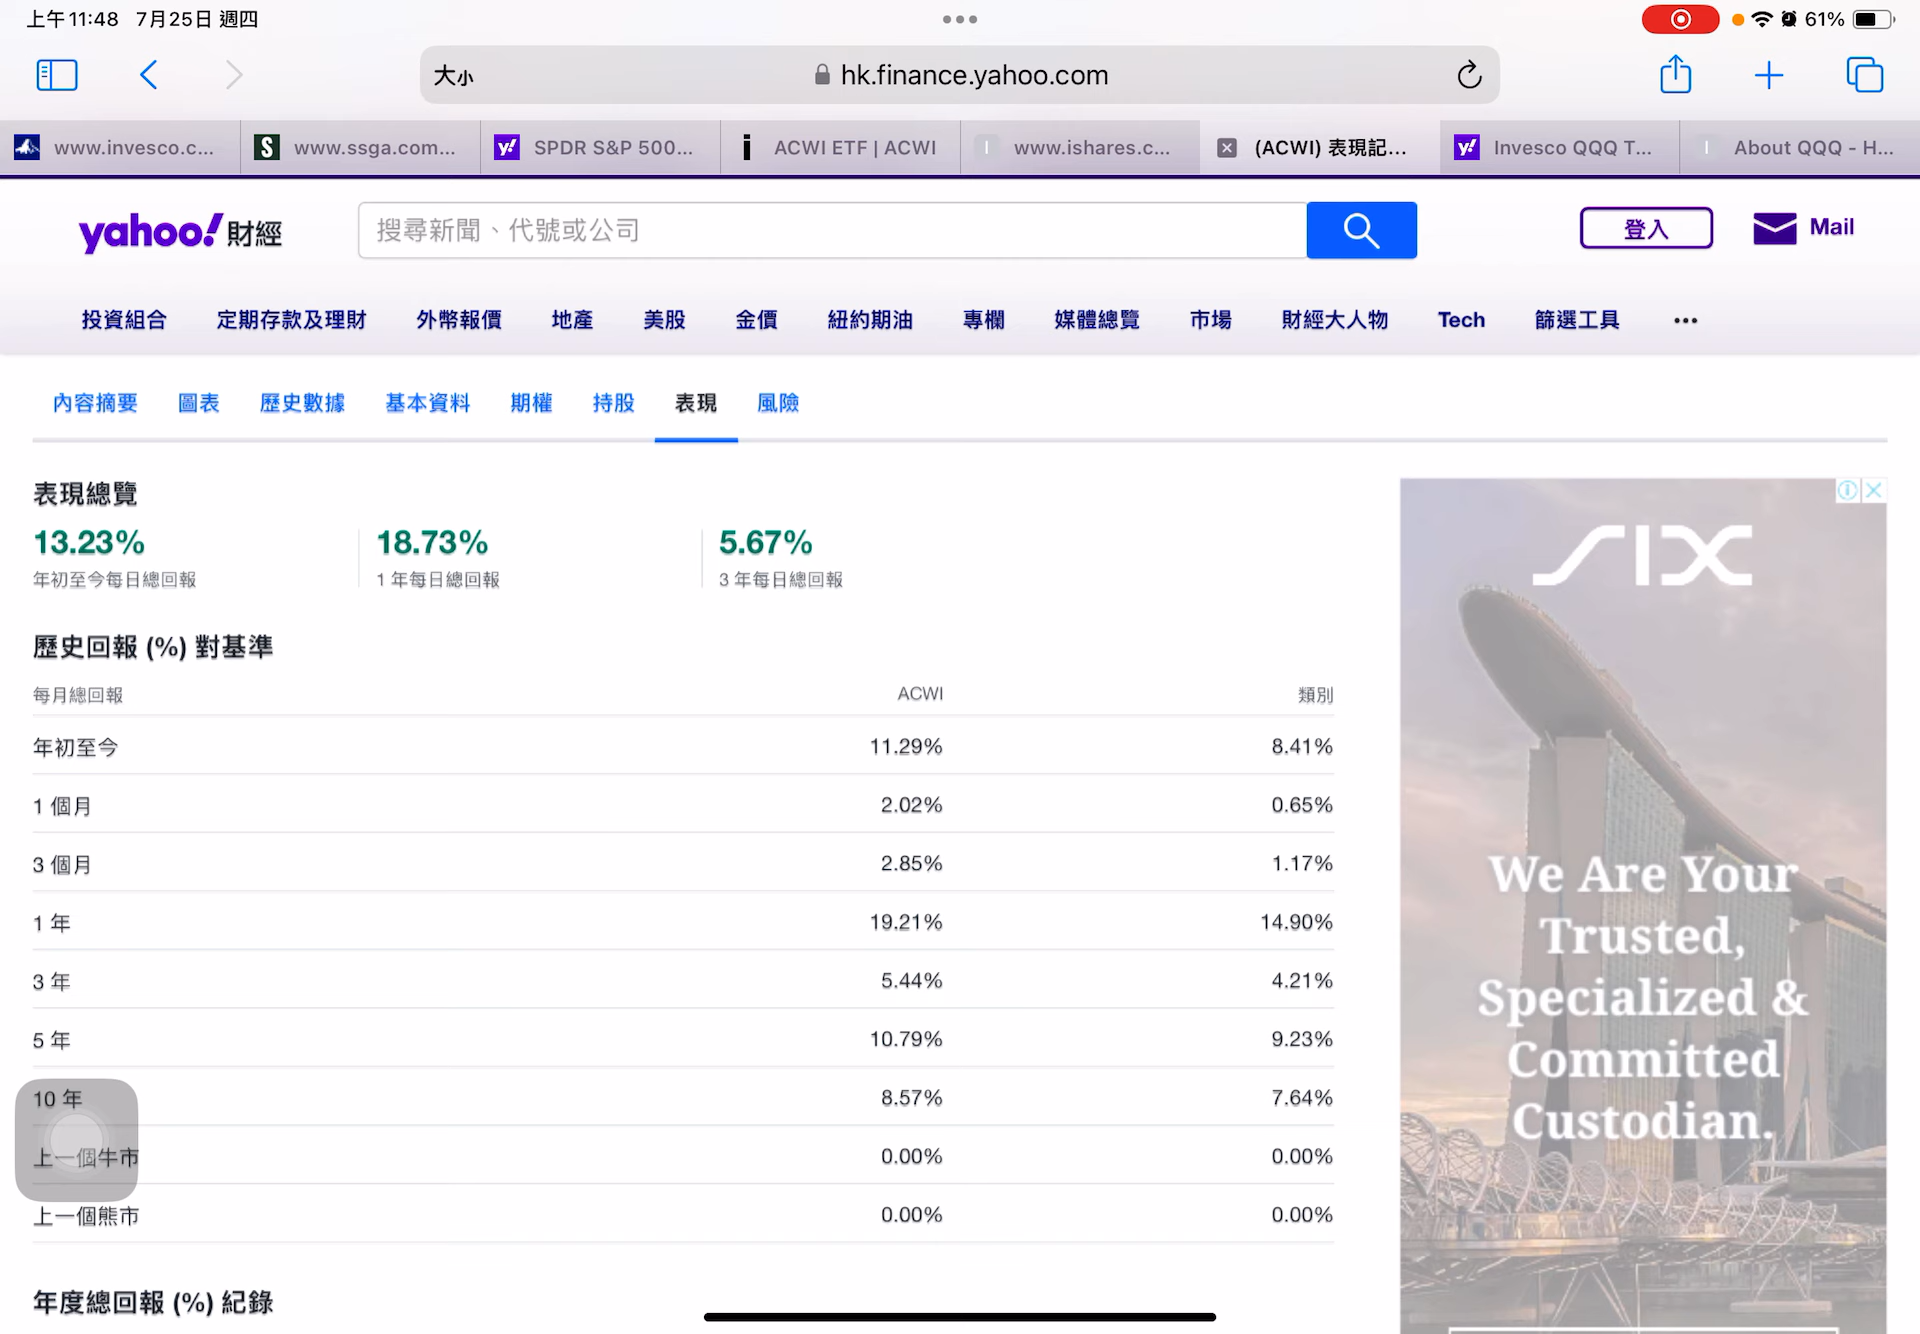 上午11:48 7月25日 週四
61%
大小
hk.finance.yahoo.com
www.invesco.c...
S www.ssga.com...
y! SPDR S&P 500...
i ACWI ETF | ACWI
I www.ishares.c...
(ACWI) 表現記...
y! Invesco QQQ T...
I About QQQ - H...
yahoo!財經
搜尋新聞、代號或公司
登入
Mail
投資組合 定期存款及理財 外幣報價 地產 美股 金價 紐約期油 專欄 媒體總覽 市場 財經大人物 Tech 篩選工具
內容摘要 圖表 歷史數據 基本資料 期權 持股 表現 風險
表現總覽
13.23% 18.73% 5.67%
年初至今每日總回報 1 年每日總回報 3 年每日總回報
歷史回報 (%) 對基準
每月總回報 ACWI 類別
年初至今 11.29% 8.41%
1 個月 2.02% 0.65%
3 個月 2.85% 1.17%
1 年 19.21% 14.90%
3 年 5.44% 4.21%
5 年 10.79% 9.23%
10 年 8.57% 7.64%
上一個牛市 0.00% 0.00%
上一個熊市 0.00% 0.00%
年度總回報 (%) 紀錄
SIX
We Are Your
Trusted,
Specialized &
Committed
Custodian.